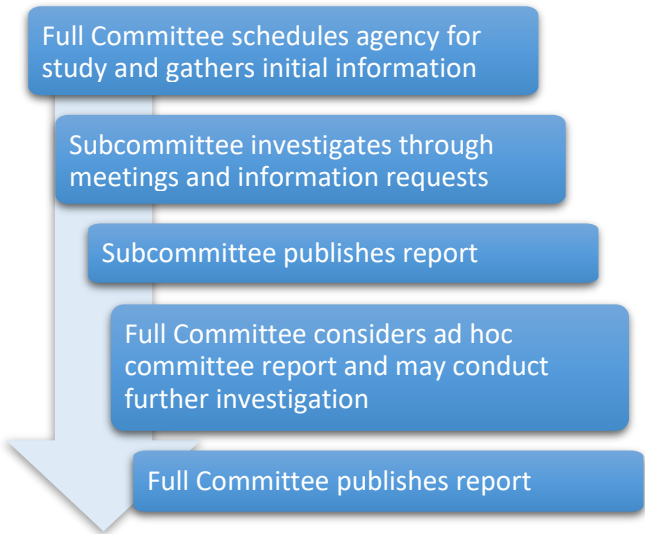 Full Committee schedules agency for
study and gathers initial information
Subcommittee investigates through
meetings and information requests
Subcommittee publishes report
Full Committee considers ad hoc
committee report and may conduct
further investigation
Full Committee publishes report